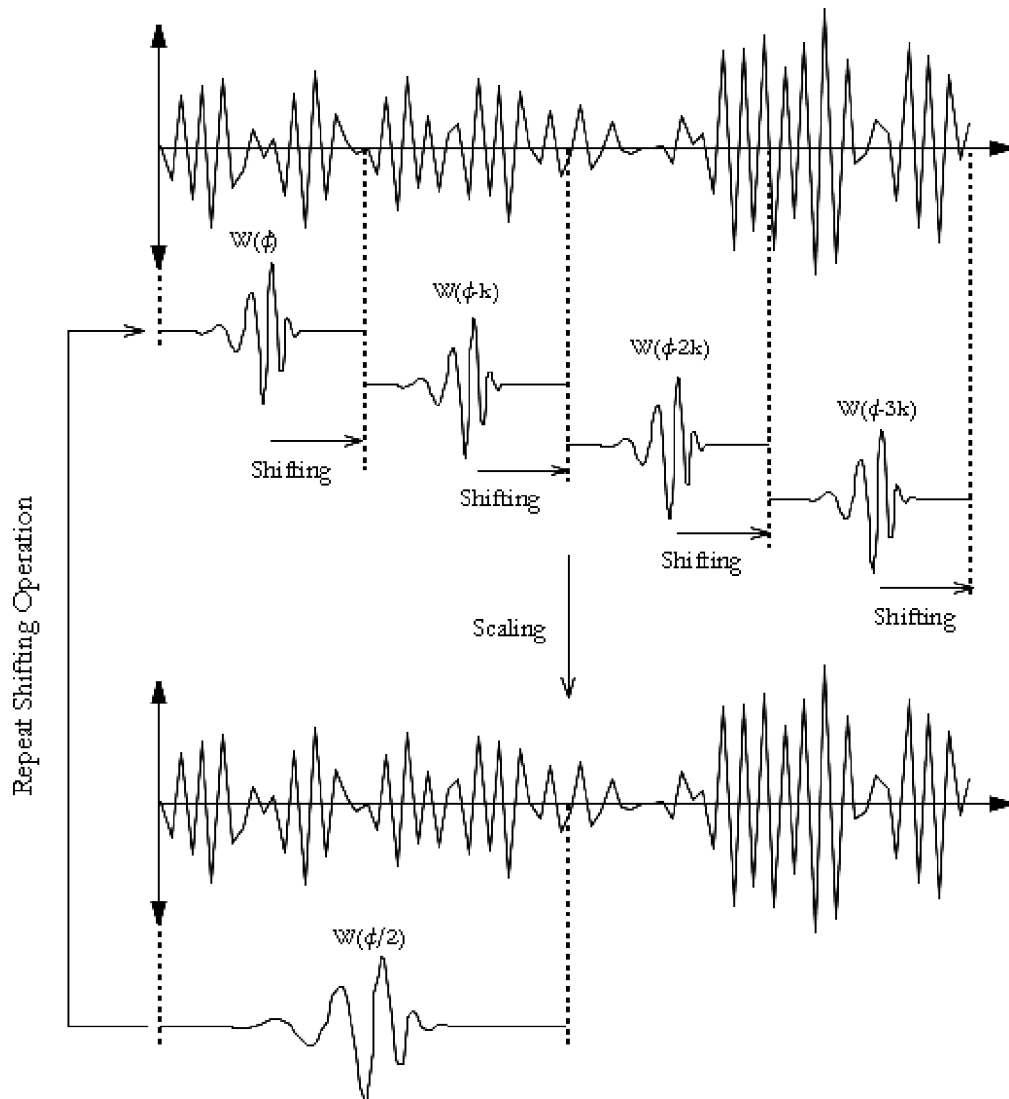 W(ϕ)
W(ϕ-k)
W(ϕ-2k)
W(ϕ-3k)
Shifting
Shifting
Shifting
Shifting
Scaling
Repeat Shifting Operation
W(ϕ/2)